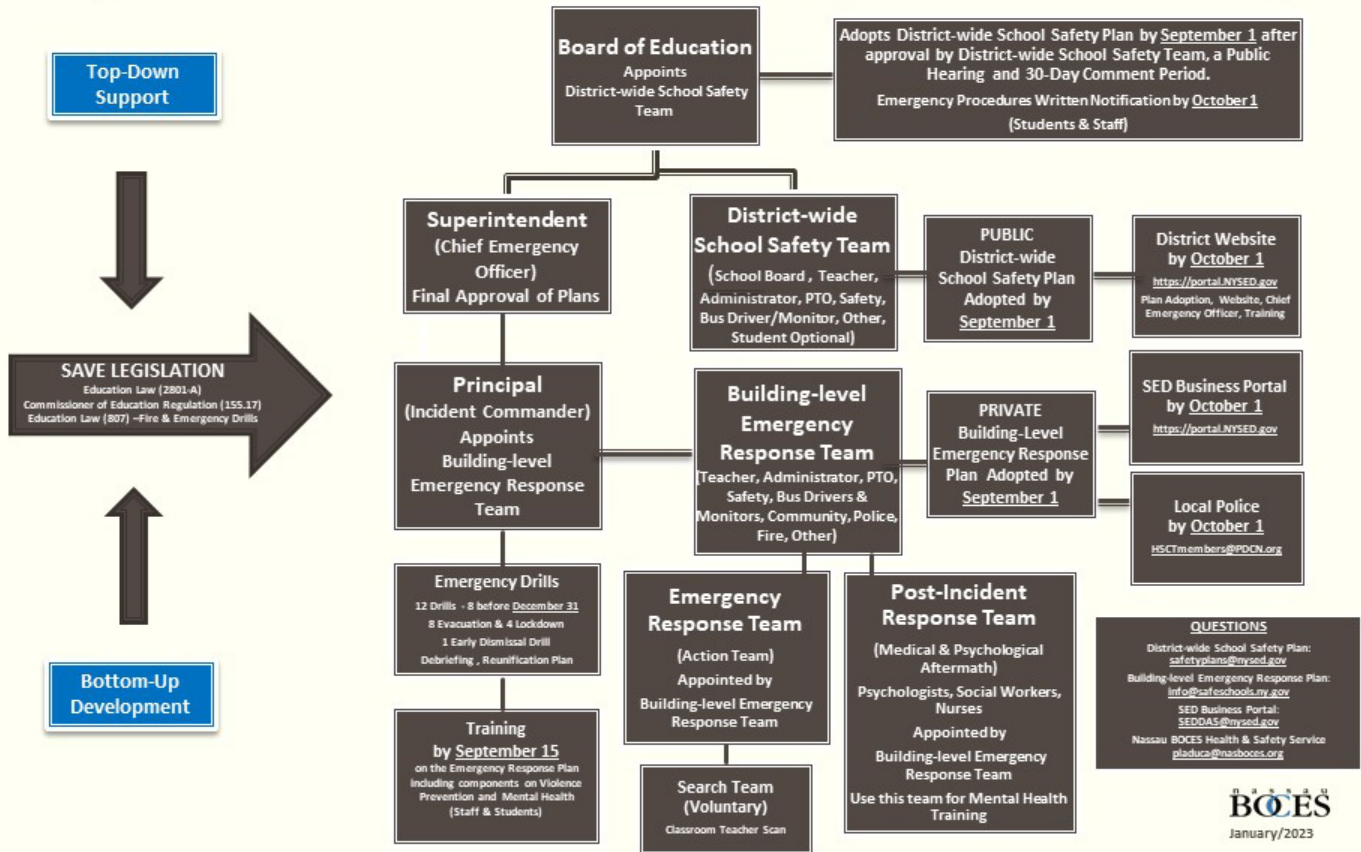 Top-Down
Support
Board of Education
Appoints
District-wide School Safety
Team
Adopts District-wide School Safety Plan by September 1 after
approval by District-wide School Safety Team, a Public
Hearing and 30-Day Comment Period.
Emergency Procedures Written Notification by October 1
(Students & Staff)
Superintendent
(Chief Emergency
Officer)
Final Approval of Plans
District-wide
School Safety Team
(School Board , Teacher,
Administrator, PTO, Safety,
Bus Driver/Monitor, Other,
Student Optional)
PUBLIC
District-wide
School Safety Plan
Adopted by
September 1
District Website
by October 1
https://portal.NYSED.gov
Plan Adoption, Website, Chief
Emergency Officer, Training
SAVE LEGISLATION
Education Law (2801-A)
Commissioner of Education Regulation (155.17)
Education Law (807) –Fire & Emergency Drills
Principal
(Incident Commander)
Appoints
Building-level
Emergency Response
Team
Building-level
Emergency
Response Team
(Teacher, Administrator, PTO,
Safety, Bus Drivers &
Monitors, Community, Police,
Fire, Other)
PRIVATE
Building-Level
Emergency Response
Plan Adopted by
September 1
SED Business Portal
by October 1
https://portal.NYSED.gov
Local Police
by October 1
HSCTmembers@PDCN.org
Bottom-Up
Development
Emergency Drills
12 Drills - 8 before December 31
8 Evacuation & 4 Lockdown
1 Early Dismissal Drill
Debriefing , Reunification Plan
Training
by September 15
on the Emergency Response Plan
including components on Violence
Prevention and Mental Health
(Staff & Students)
Emergency
Response Team
(Action Team)
Appointed by
Building-level Emergency
Response Team
Search Team
(Voluntary)
Classroom Teacher Scan
Post-Incident
Response Team
(Medical & Psychological
Aftermath)
Psychologists, Social Workers,
Nurses
Appointed by
Building-level Emergency
Response Team
Use this team for Mental Health
Training
QUESTIONS
District-wide School Safety Plan:
safetyplans@nysed.gov
Building-level Emergency Response Plan:
info@safeschools.ny.gov
SED Business Portal:
SEDDAS@nysed.gov
Nassau BOCES Health & Safety Service
pladuca@nasboces.org
nassau
BOCES
January/2023